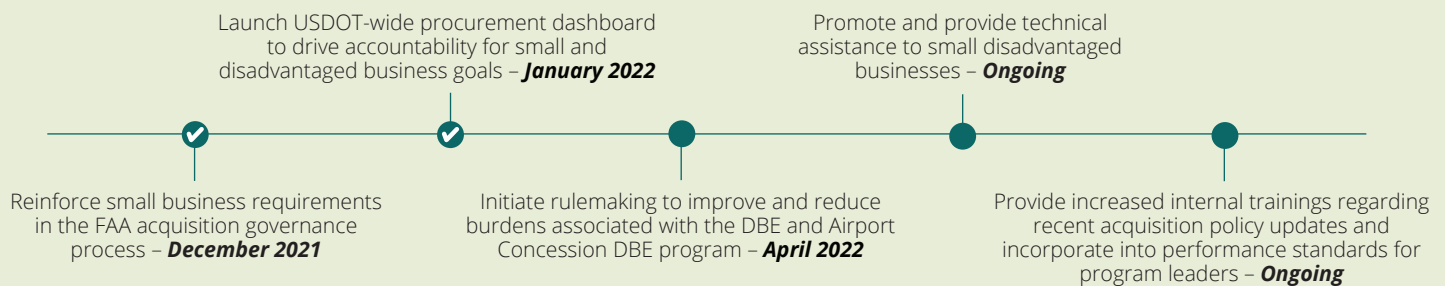 Launch USDOT-wide procurement dashboard
to drive accountability for small and
disadvantaged business goals – January 2022
Promote and provide technical
assistance to small disadvantaged
businesses – Ongoing
Reinforce small business requirements
in the FAA acquisition governance
process – December 2021
Initiate rulemaking to improve and reduce
burdens associated with the DBE and Airport
Concession DBE program – April 2022
Provide increased internal trainings regarding
recent acquisition policy updates and
incorporate into performance standards for
program leaders – Ongoing